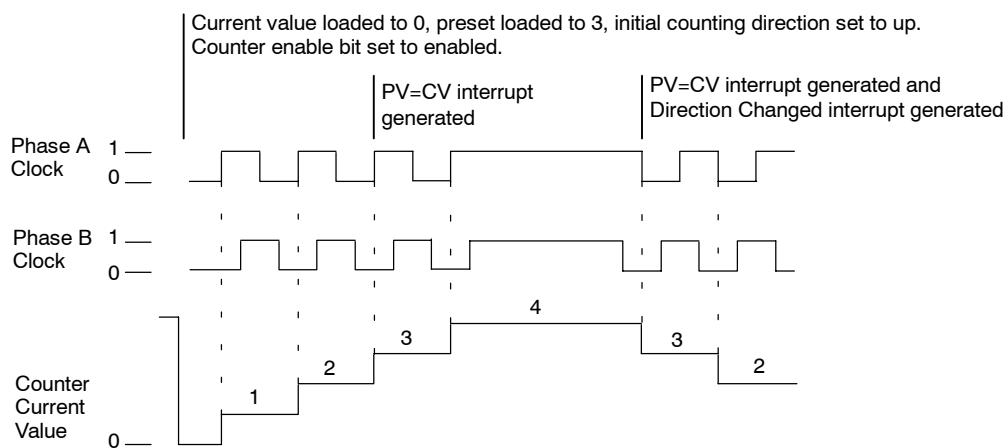 Current value loaded to 0, preset loaded to 3, initial counting direction set to up.
Counter enable bit set to enabled.
PV=CV interrupt
generated
PV=CV interrupt generated and
Direction Changed interrupt generated
Phase A
Clock
1
0
Phase B
Clock
1
0
4
3
3
2
2
1
Counter
Current
Value
0